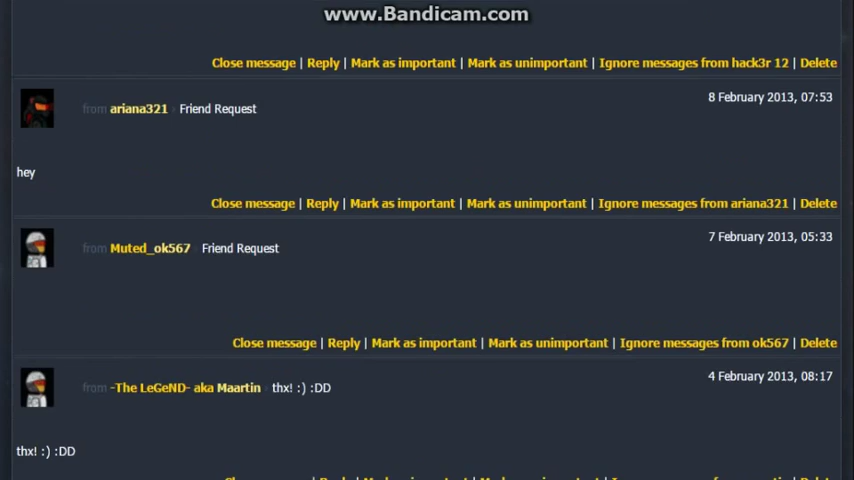 www.Bandicam.com
Close message | Reply | Mark as important | Mark as unimportant | Ignore messages from hack3r 12 | Delete
from ariana321 Friend Request 8 February 2013, 07:53
hey
Close message | Reply | Mark as important | Mark as unimportant | Ignore messages from ariana321 | Delete
from Muted_ok567 Friend Request 7 February 2013, 05:33
Close message | Reply | Mark as important | Mark as unimportant | Ignore messages from ok567 | Delete
from -The LeGeND- aka Maartin thx! :) :DD 4 February 2013, 08:17
thx! :) :DD